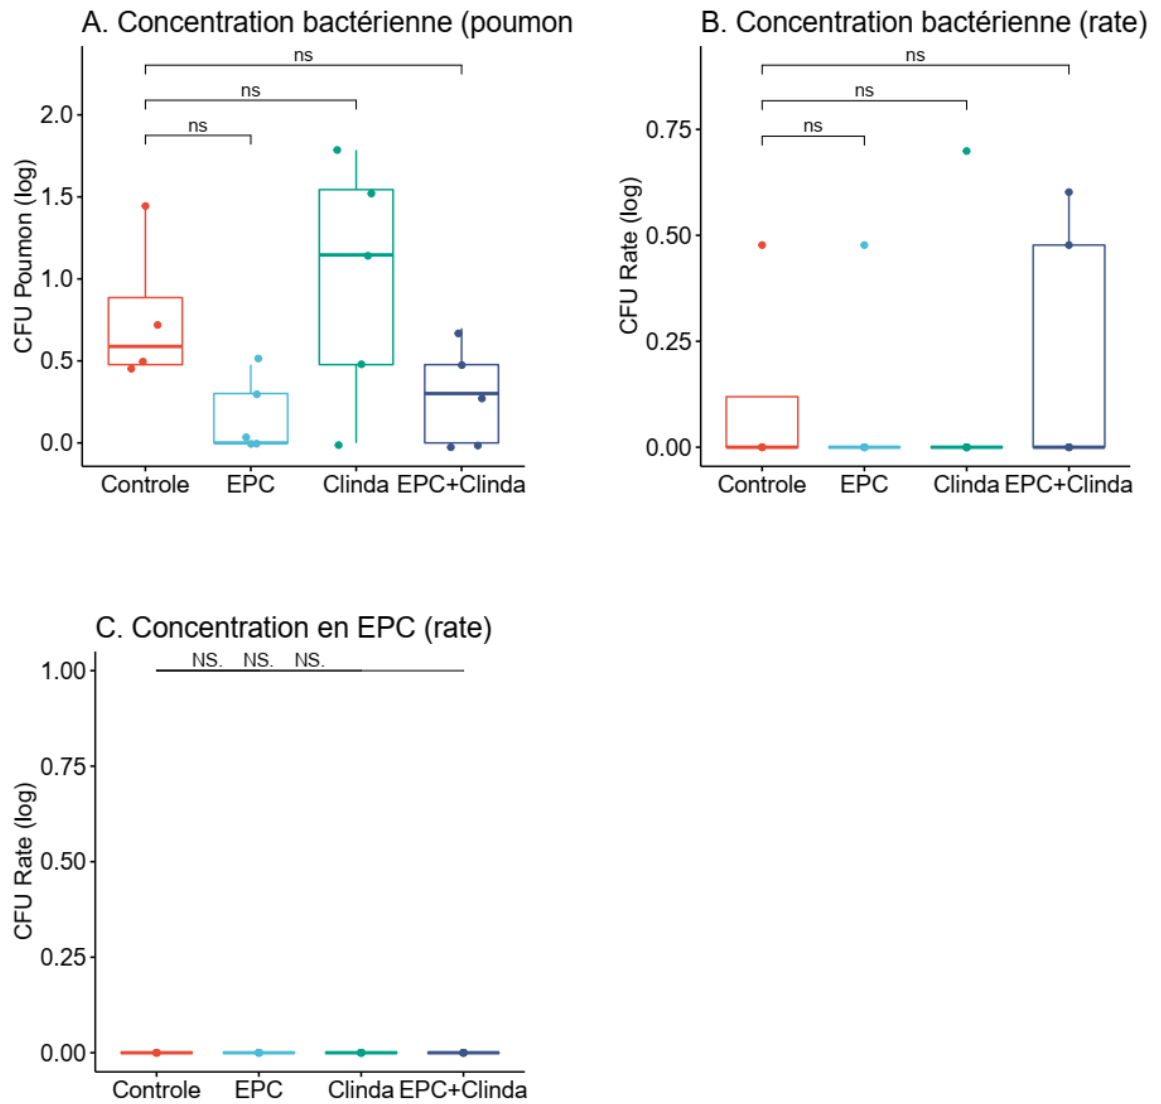 A. Concentration bactérienne (poumon
ns
ns
ns
2.0
1.5
1.0
0.5
0.0
CFU Poumon (log)
Controle EPC Clinda EPC+Clinda
B. Concentration bactérienne (rate)
ns
ns
ns
0.75
0.50
0.25
0.00
CFU Rate (log)
Controle EPC Clinda EPC+Clinda
C. Concentration en EPC (rate)
NS. NS. NS.
1.00
0.75
0.50
0.25
0.00
CFU Rate (log)
Controle EPC Clinda EPC+Clinda